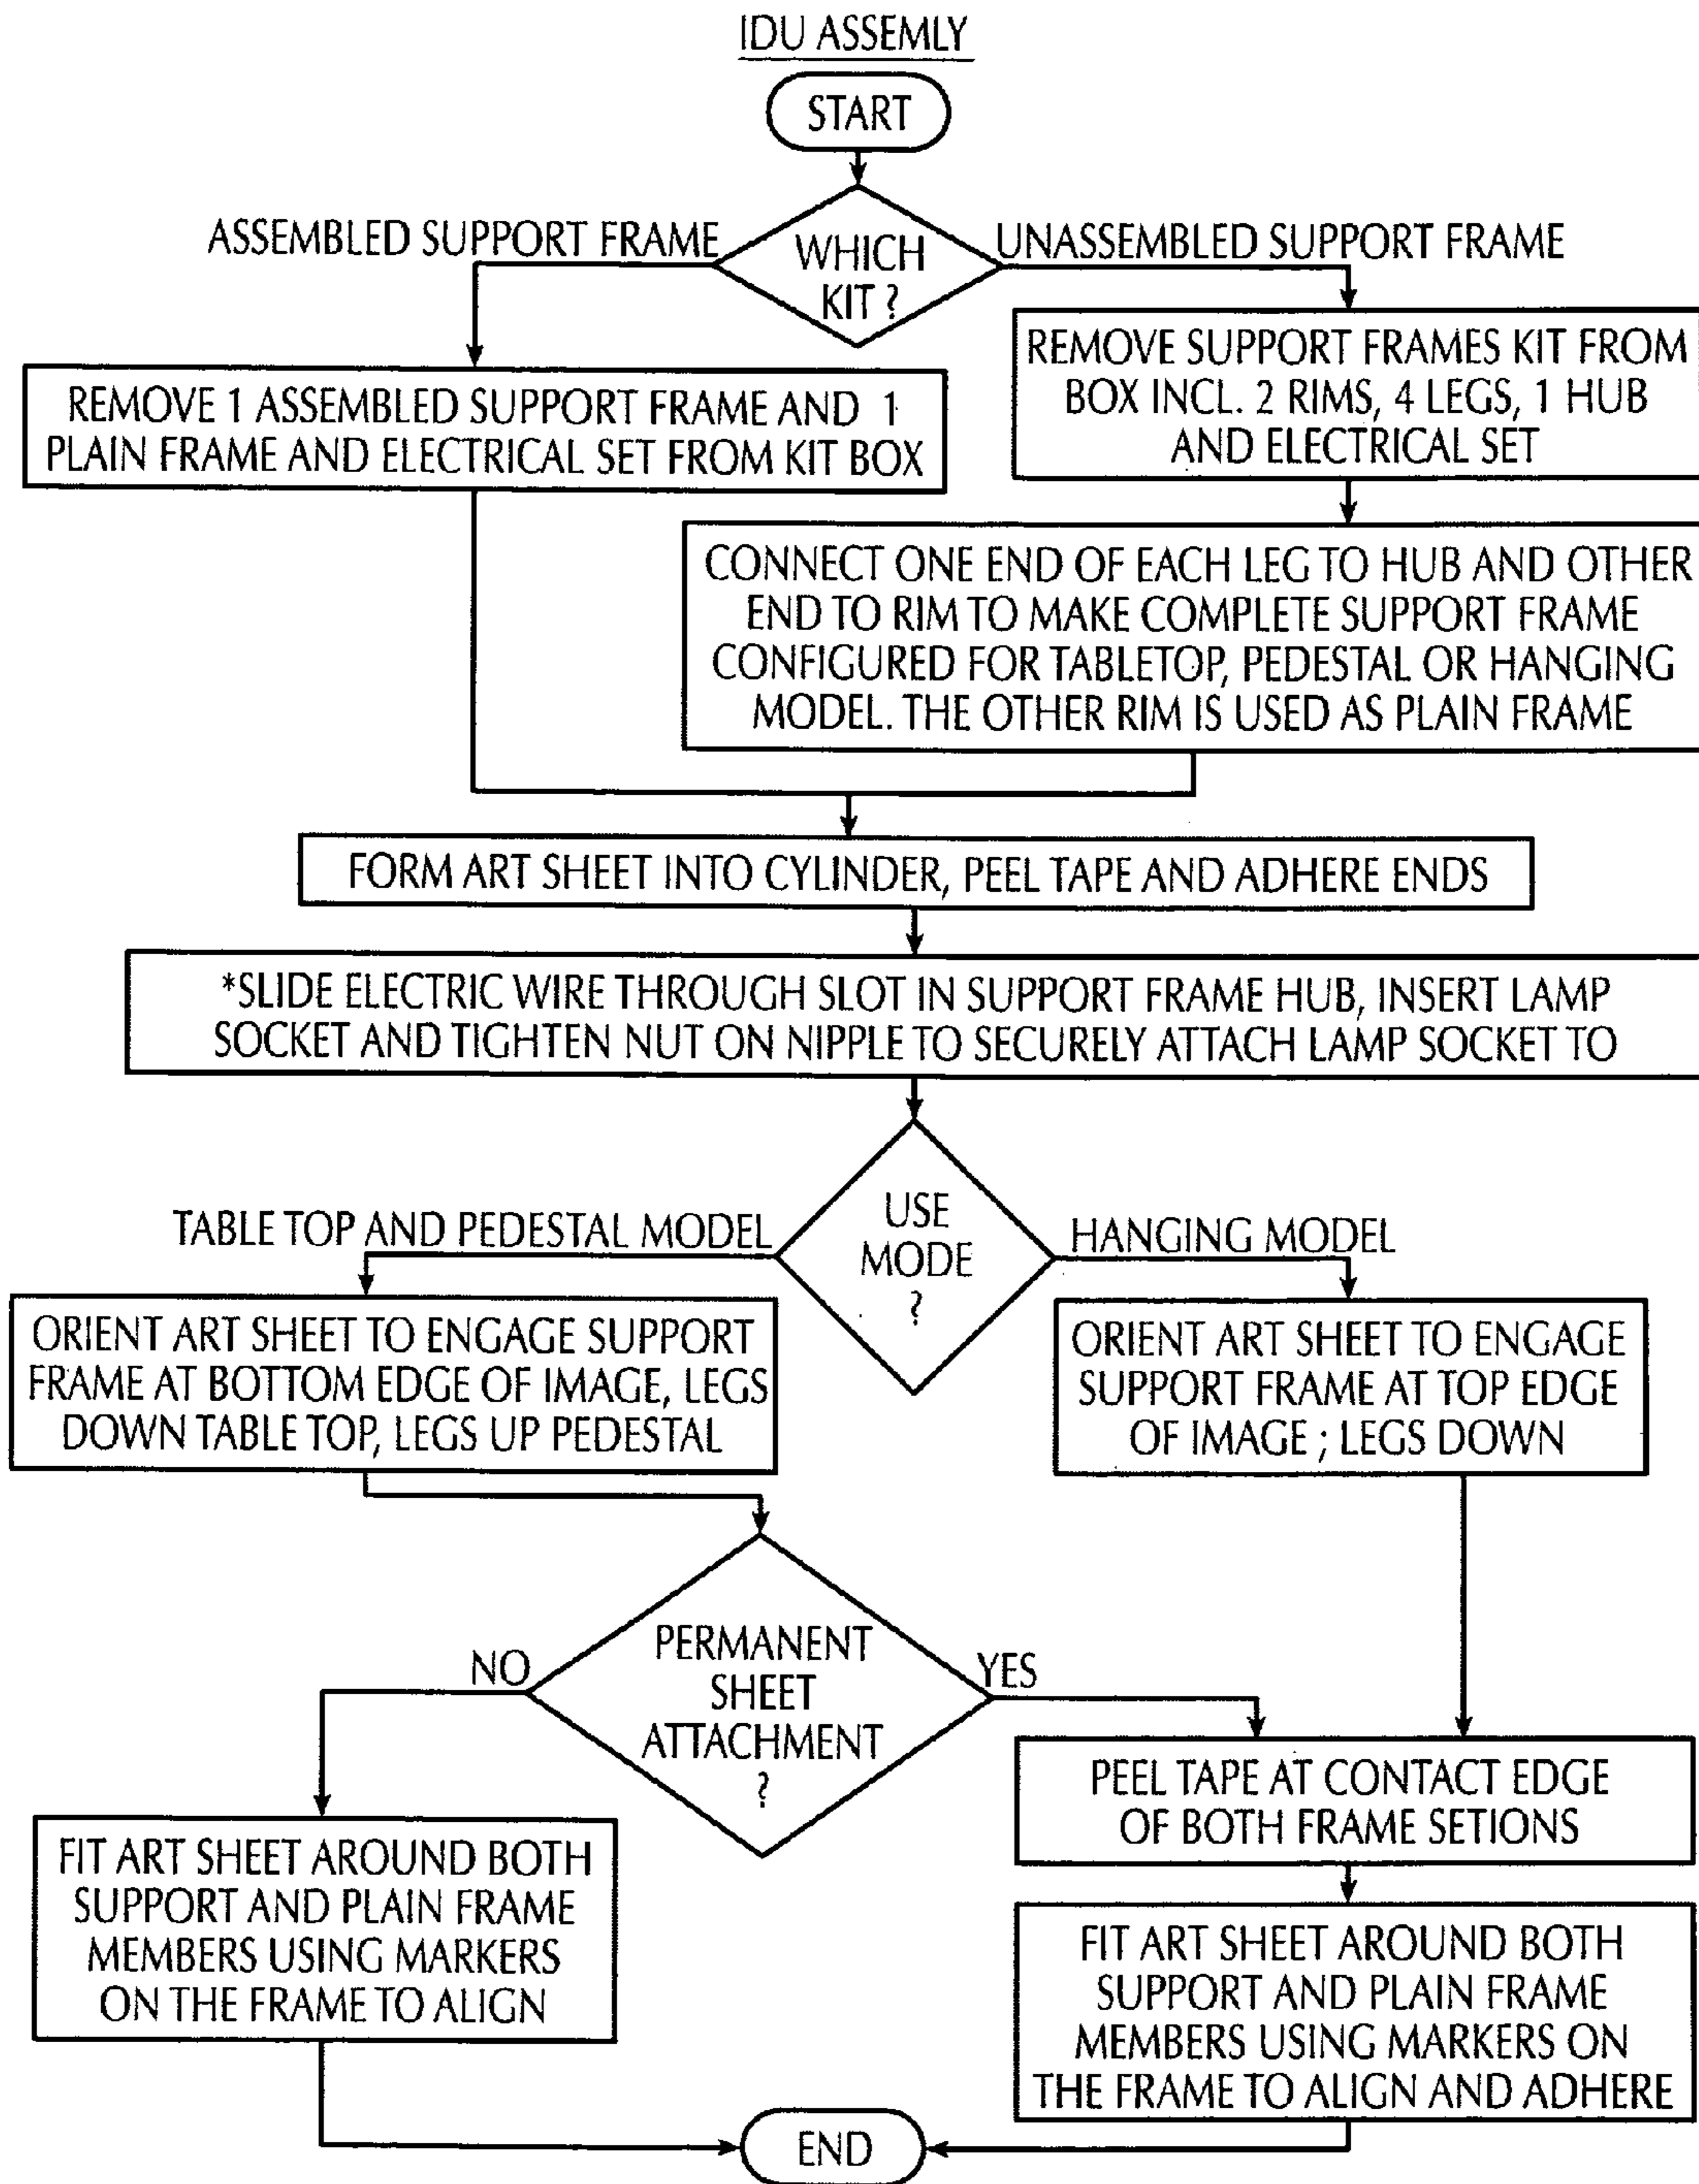 IDU ASSEMLY
START
WHICH
KIT ?
ASSEMBLED SUPPORT FRAME
UNASSEMBLED SUPPORT FRAME
REMOVE 1 ASSEMBLED SUPPORT FRAME AND 1
PLAIN FRAME AND ELECTRICAL SET FROM KIT BOX
REMOVE SUPPORT FRAMES KIT FROM
BOX INCL. 2 RIMS, 4 LEGS, 1 HUB
AND ELECTRICAL SET
CONNECT ONE END OF EACH LEG TO HUB AND OTHER
END TO RIM TO MAKE COMPLETE SUPPORT FRAME
CONFIGURED FOR TABLETOP, PEDESTAL OR HANGING
MODEL. THE OTHER RIM IS USED AS PLAIN FRAME
FORM ART SHEET INTO CYLINDER, PEEL TAPE AND ADHERE ENDS
*SLIDE ELECTRIC WIRE THROUGH SLOT IN SUPPORT FRAME HUB, INSERT LAMP
SOCKET AND TIGHTEN NUT ON NIPPLE TO SECURELY ATTACH LAMP SOCKET TO
USE
MODE
?
TABLE TOP AND PEDESTAL MODEL
HANGING MODEL
ORIENT ART SHEET TO ENGAGE SUPPORT
FRAME AT BOTTOM EDGE OF IMAGE, LEGS
DOWN TABLE TOP, LEGS UP PEDESTAL
ORIENT ART SHEET TO ENGAGE
SUPPORT FRAME AT TOP EDGE
OF IMAGE ; LEGS DOWN
PERMANENT
SHEET
ATTACHMENT
?
NO
YES
FIT ART SHEET AROUND BOTH
SUPPORT AND PLAIN FRAME
MEMBERS USING MARKERS
ON THE FRAME TO ALIGN
PEEL TAPE AT CONTACT EDGE
OF BOTH FRAME SETIONS
FIT ART SHEET AROUND BOTH
SUPPORT AND PLAIN FRAME
MEMBERS USING MARKERS ON
THE FRAME TO ALIGN AND ADHERE
END